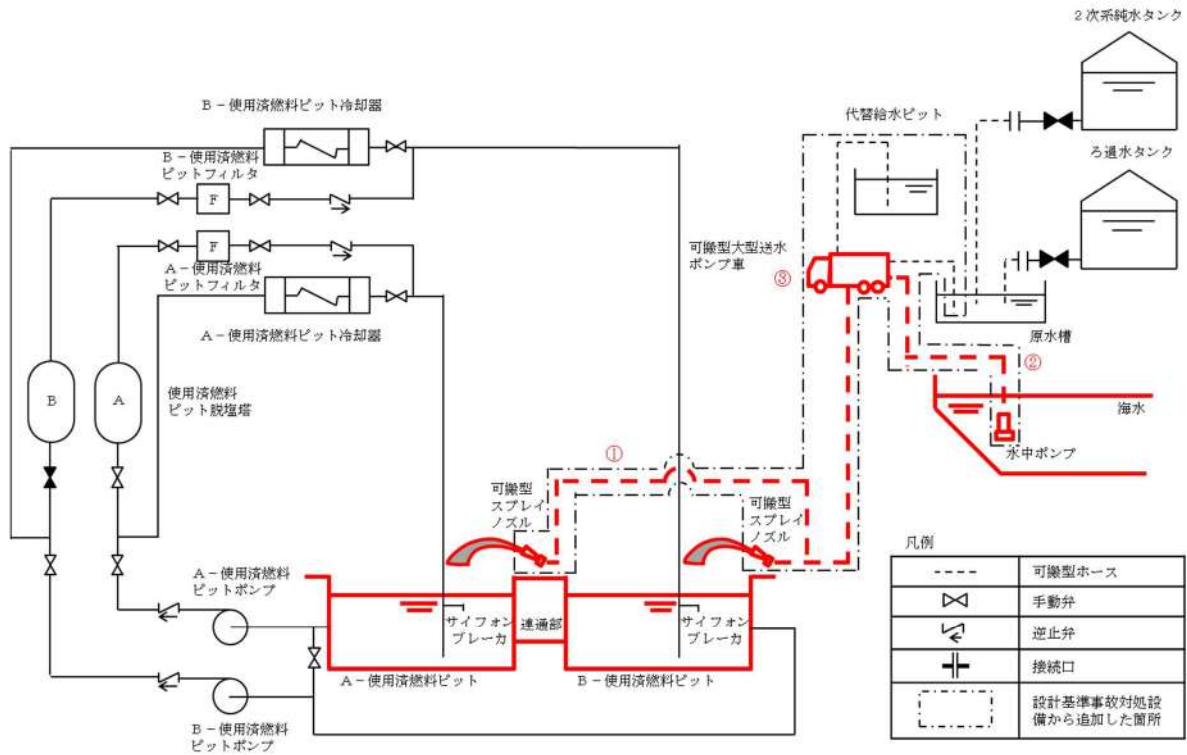 2次系純水タンク
B-使用済燃料ピット冷却器
代替給水ピット
B-使用済燃料
ピットフィルタ
F
ろ過水タンク
F
A-使用済燃料
ピットフィルタ
可搬型大型送水
ポンプ車
③
A-使用済燃料ピット冷却器
原水槽
②
B
A
使用済燃料
ピット脱塩塔
海水
水中ポンプ
①
可搬型
スプレイ
ノズル
可搬型
スプレイ
ノズル
凡例
可搬型ホース
手動弁
逆止弁
接続口
設計基準事故対処設
備から追加した箇所
A-使用済燃料
ピットポンプ
サイフォン
ブレーカ
連通部
サイフォン
ブレーカ
A-使用済燃料ピット
B-使用済燃料ピット
B-使用済燃料
ピットポンプ